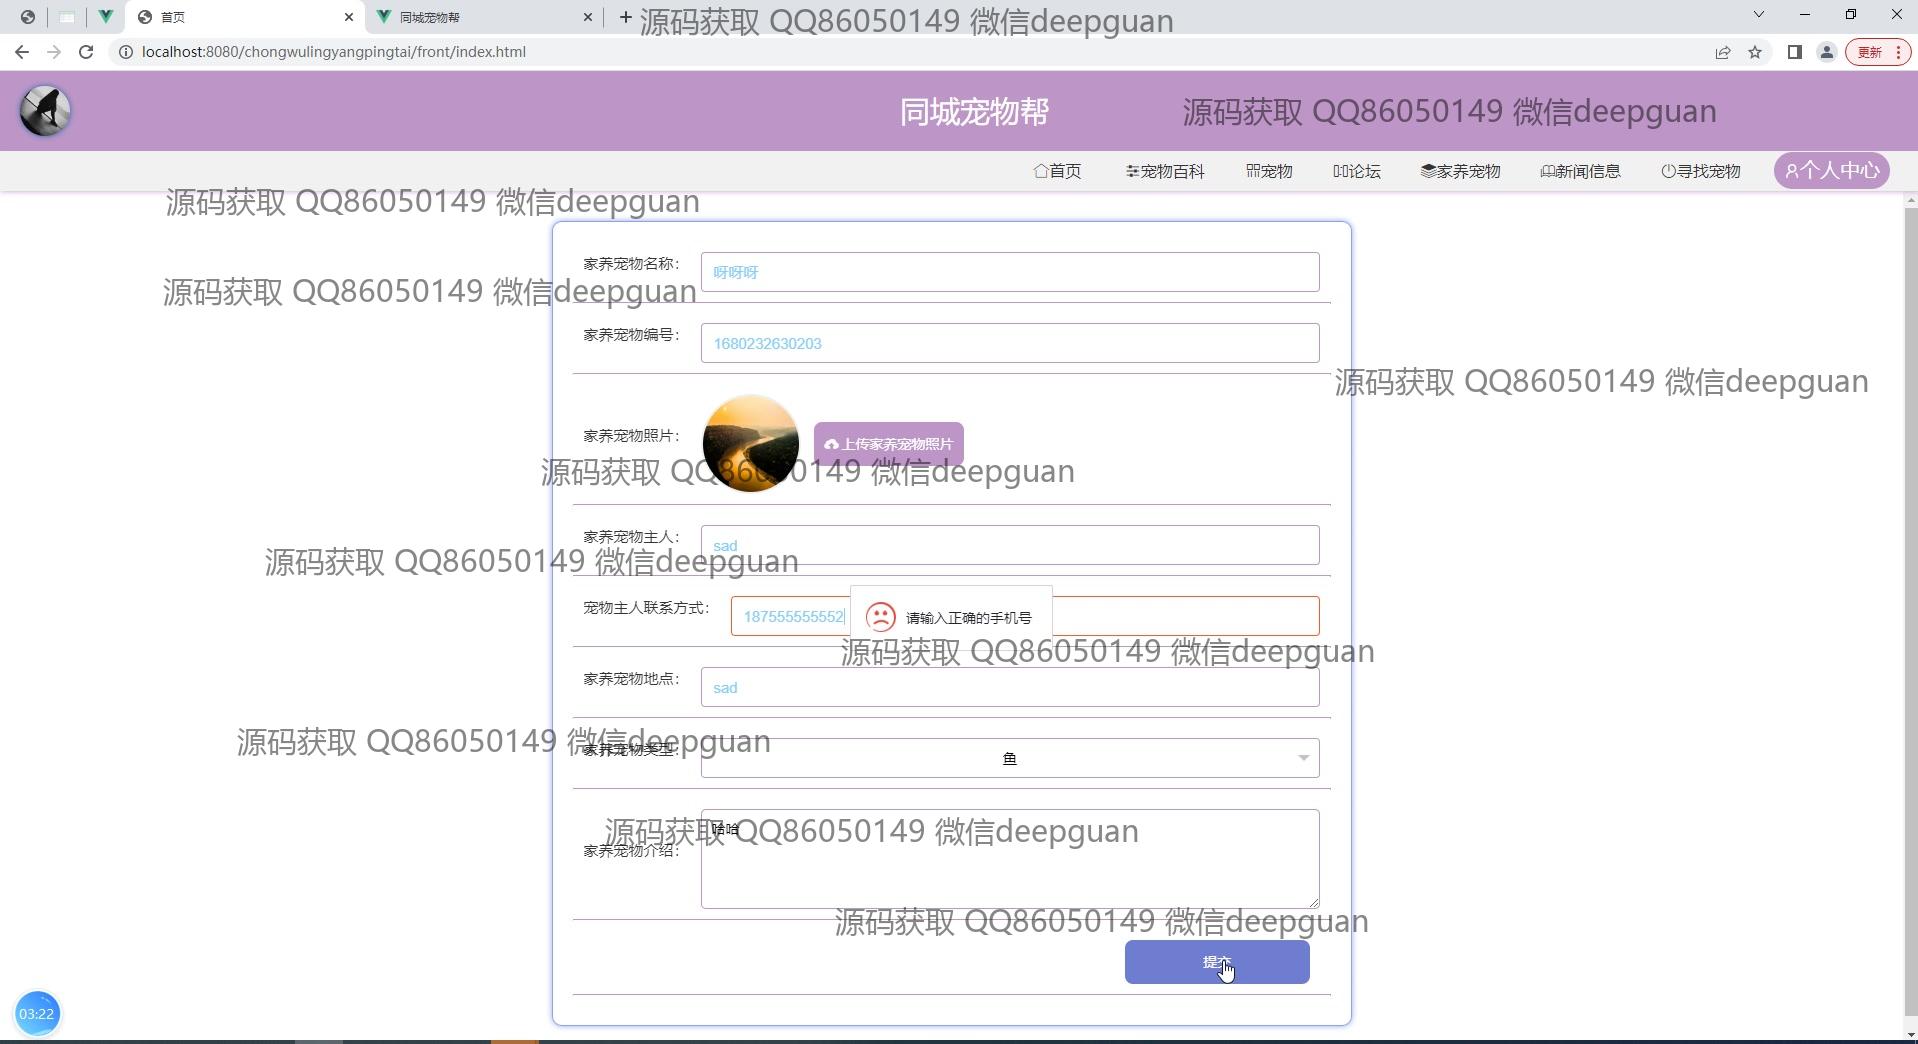 首页
同城宠物帮
源码获取 QQ86050149 微信deepguan
localhost:8080/chongwulingyangpingtai/front/index.html
更新
同城宠物帮
源码获取 QQ86050149 微信deepguan
首页
宠物百科
宠物
论坛
家养宠物
新闻信息
寻找宠物
个人中心
源码获取 QQ86050149 微信deepguan
家养宠物名称：
呀呀呀
源码获取 QQ86050149 微信deepguan
家养宠物编号：
1680232630203
源码获取 QQ86050149 微信deepguan
家养宠物照片：
上传家养宠物照片
源码获取 QQ86050149 微信deepguan
家养宠物主人：
sad
源码获取 QQ86050149 微信deepguan
宠物主人联系方式：
187555555552
请输入正确的手机号
源码获取 QQ86050149 微信deepguan
家养宠物地点：
sad
源码获取 QQ86050149 微信deepguan
家养宠物类型：
鱼
源码获取 QQ86050149 微信deepguan
哈哈
家养宠物介绍：
源码获取 QQ86050149 微信deepguan
提交
03:22